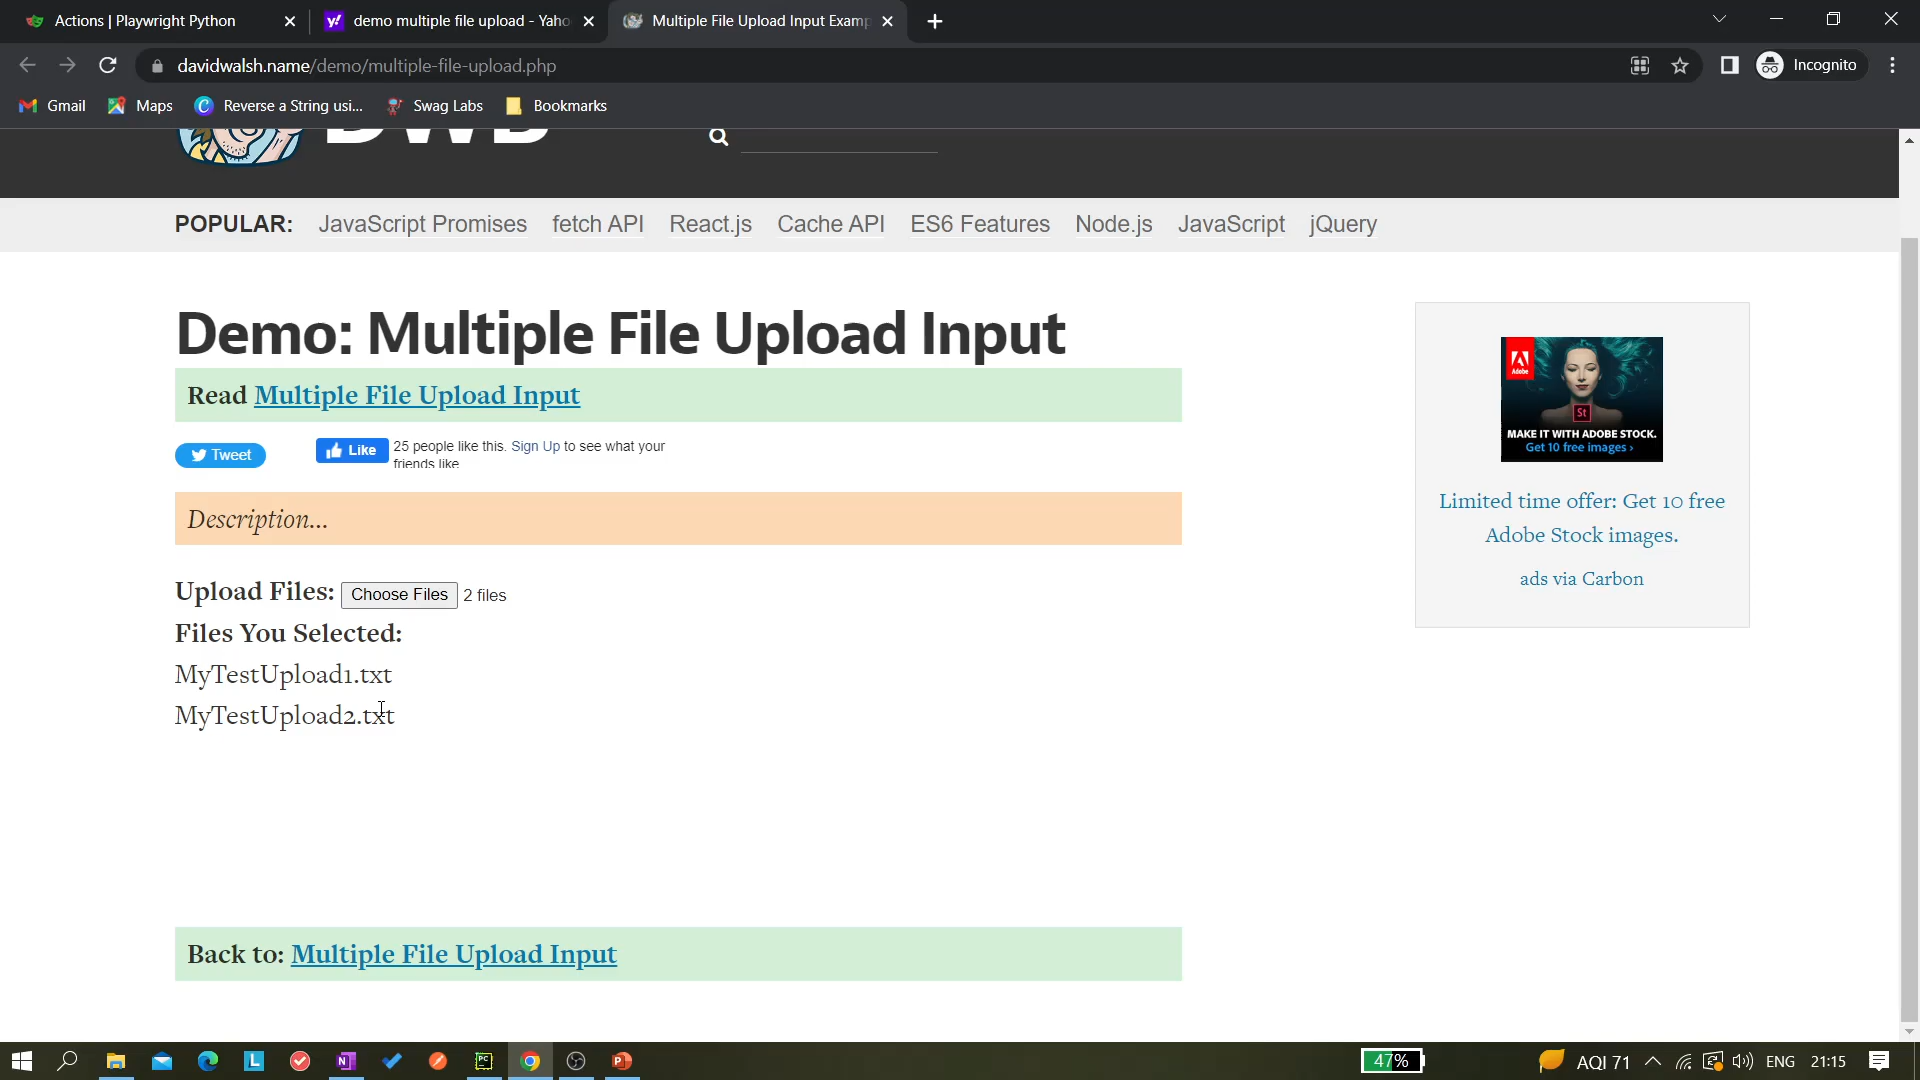 Actions | Playwright Python
demo multiple file upload - Yaho
Multiple File Upload Input Examp
davidwalsh.name/demo/multiple-file-upload.php
Incognito
Gmail
Maps
Reverse a String usi...
Swag Labs
Bookmarks
DWB
POPULAR: JavaScript Promises fetch API React.js Cache API ES6 Features Node.js JavaScript jQuery
Demo: Multiple File Upload Input
Read Multiple File Upload Input
Tweet
Like
25 people like this. Sign Up to see what your
friends like
Description...
Upload Files: Choose Files 2 files
Files You Selected:
MyTestUpload1.txt
MyTestUpload2.txt
Back to: Multiple File Upload Input
Adobe
St
MAKE IT WITH ADOBE STOCK.
Get 10 free images ›
Limited time offer: Get 10 free
Adobe Stock images.
ads via Carbon
47%
AQI 71
ENG
21:15